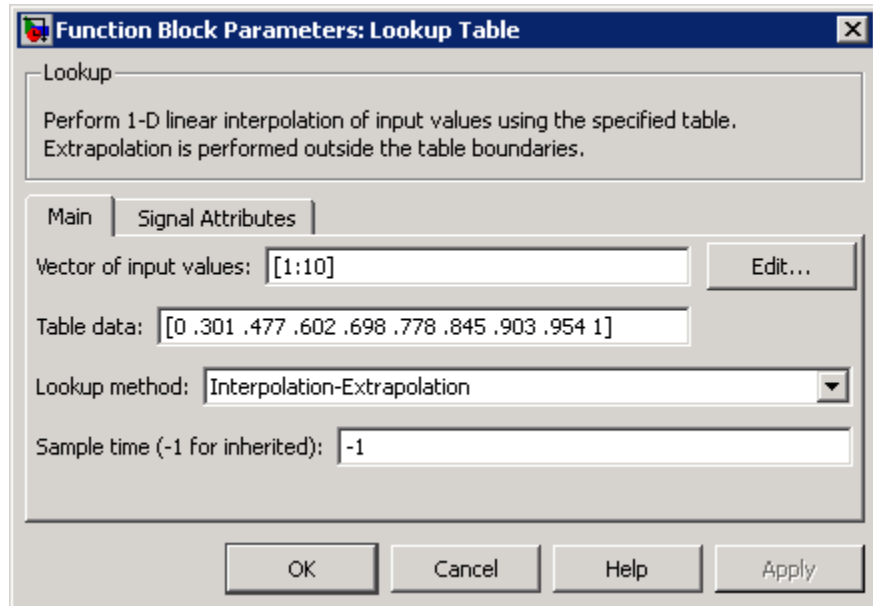 Function Block Parameters: Lookup Table
Lookup
Perform 1-D linear interpolation of input values using the specified table.
Extrapolation is performed outside the table boundaries.
Main Signal Attributes
Vector of input values: [1:10] Edit...
Table data: [0 .301 .477 .602 .698 .778 .845 .903 .954 1]
Lookup method: Interpolation-Extrapolation
Sample time (-1 for inherited): -1
OK Cancel Help Apply